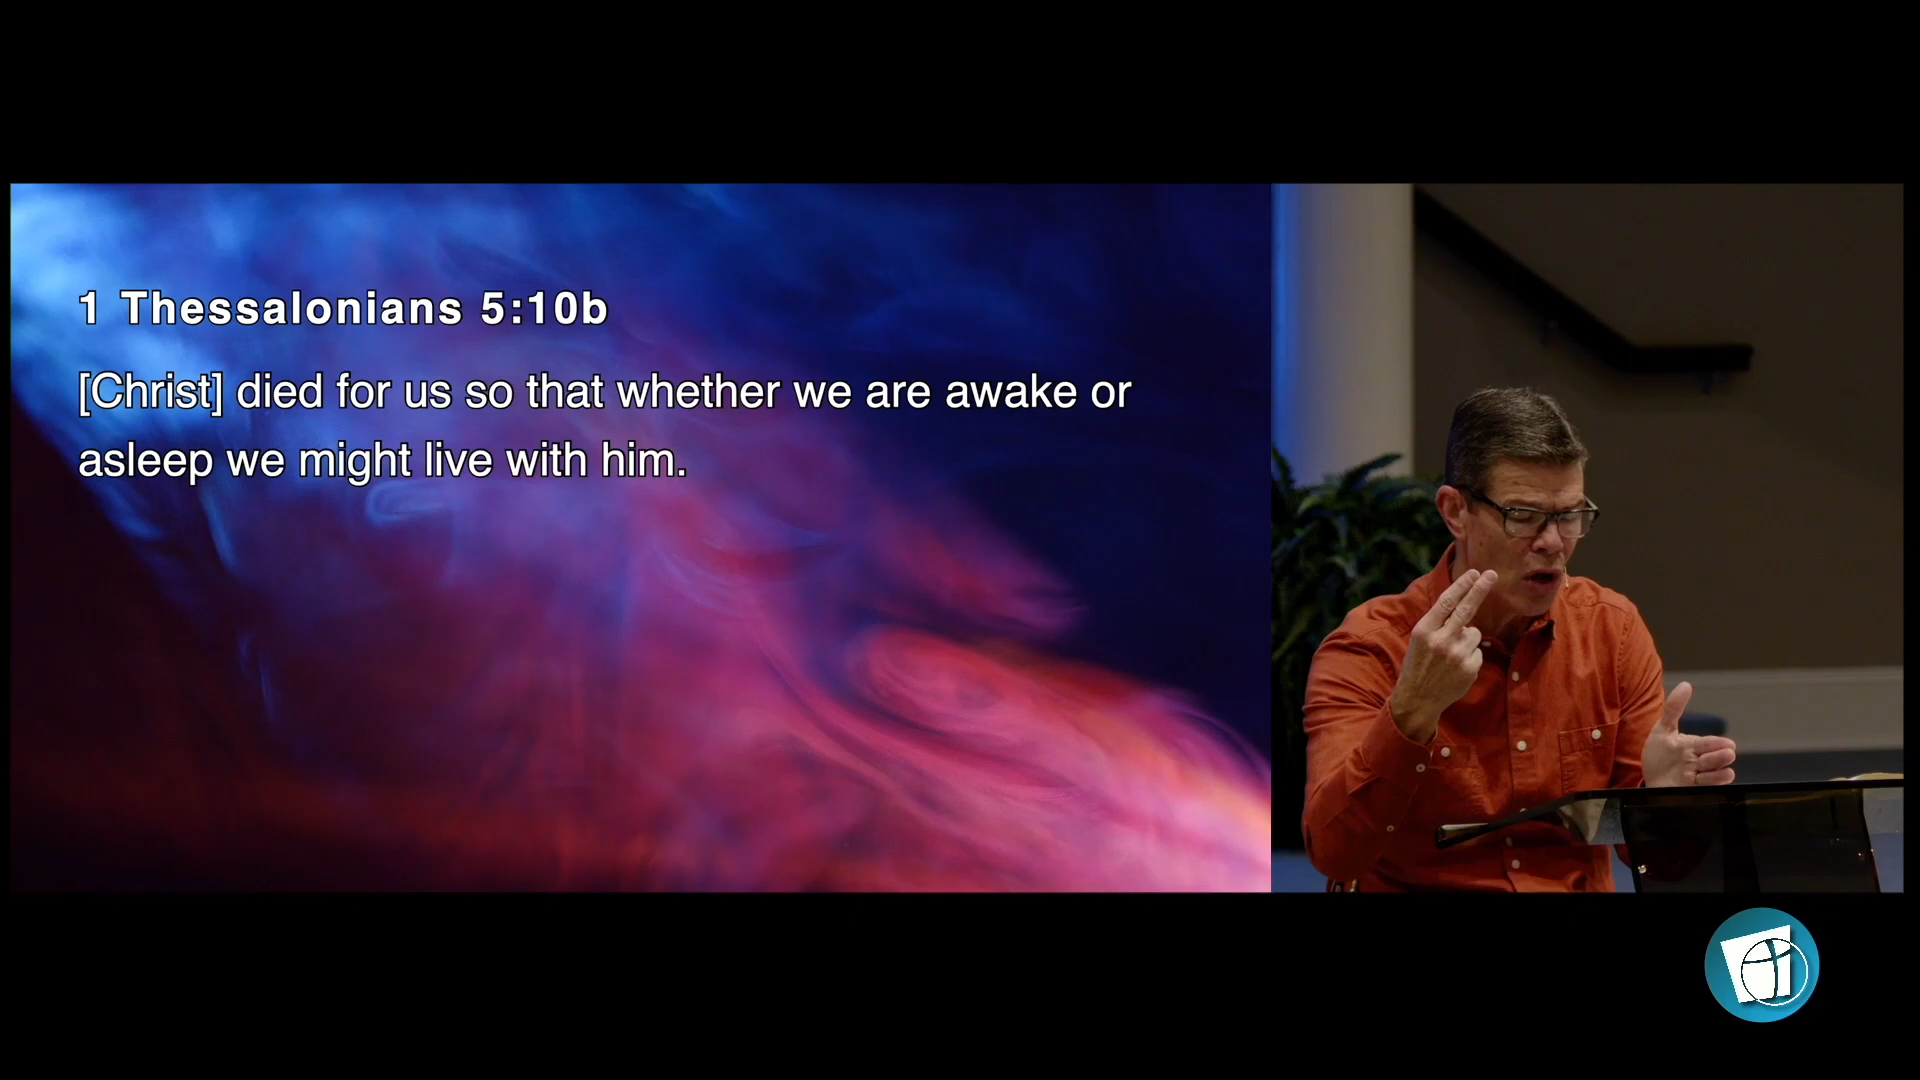 1 Thessalonians 5:10b
[Christ] died for us so that whether we are awake or
asleep we might live with him.